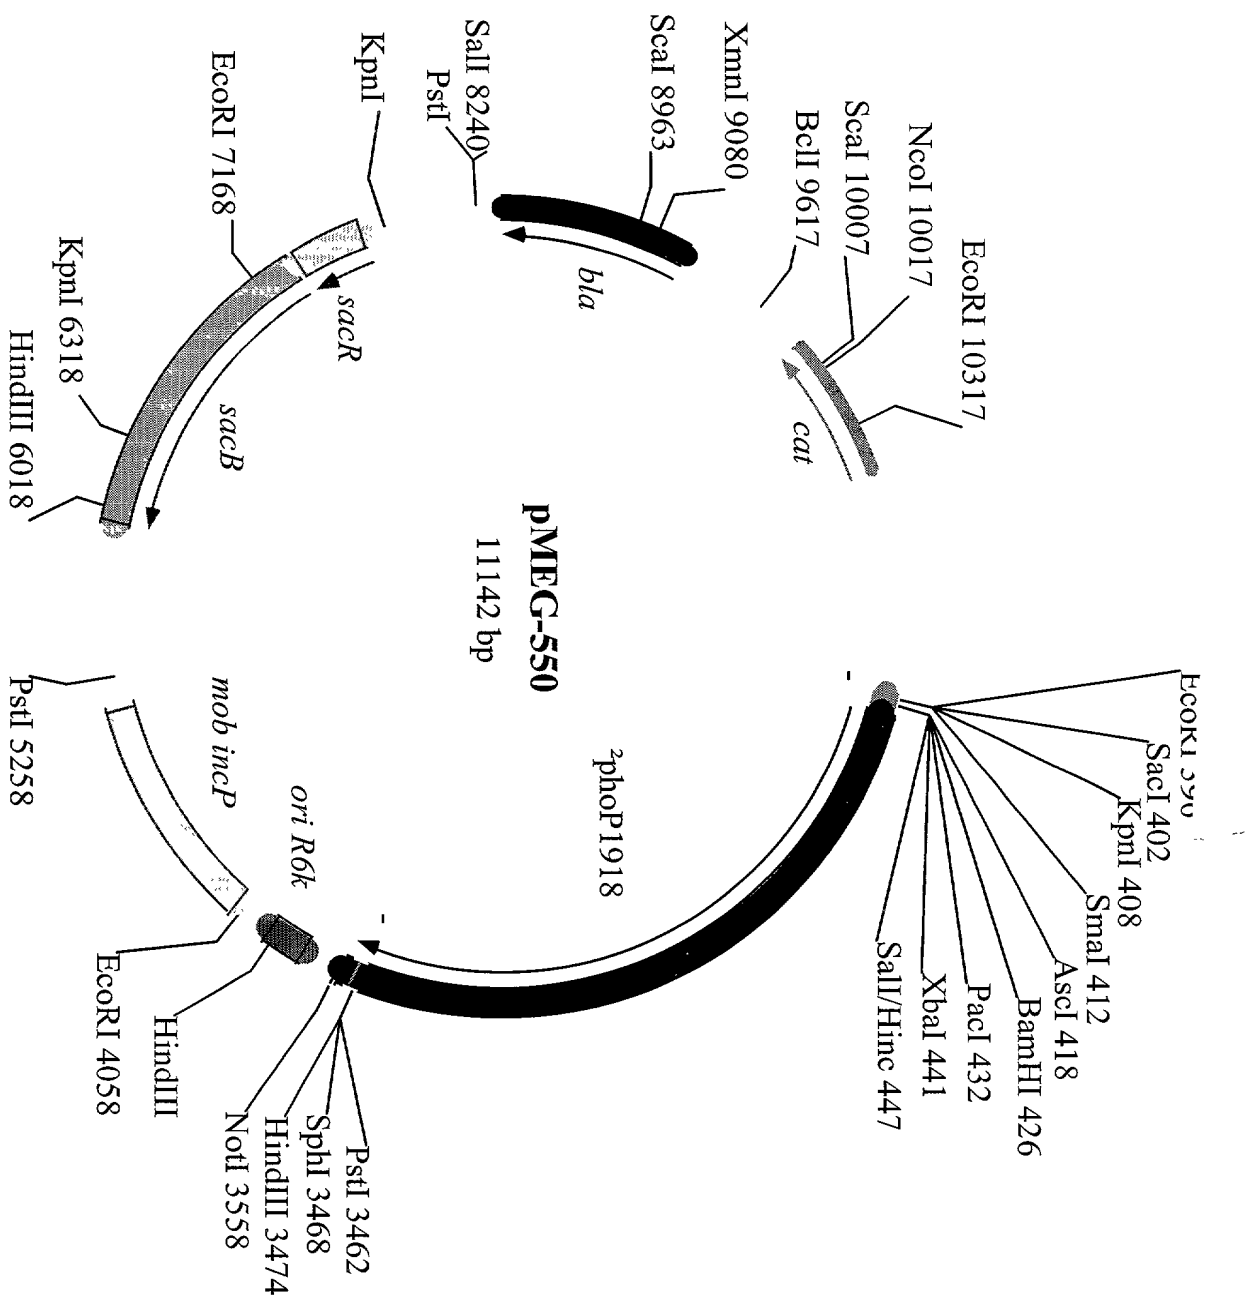 pMEG-550
11142 bp
SacI 402
KpnI 408
SmaI 412
AscI 418
BamHI 426
PacI 432
XbaI 441
SalI/Hinc 447
²phoP1918
PstI 3462
SphI 3468
HindIII 3474
NotI 3558
HindIII
ori R6k
EcoRI 4058
mob incP
PstI 5258
HindIII 6018
KpnI 6318
sacB
EcoRI 7168
sacR
KpnI
PstI
SalI 8240
bla
ScaI 8963
XmnI 9080
BclI 9617
ScaI 10007
NcoI 10017
cat
EcoRI 10317
EcoRI